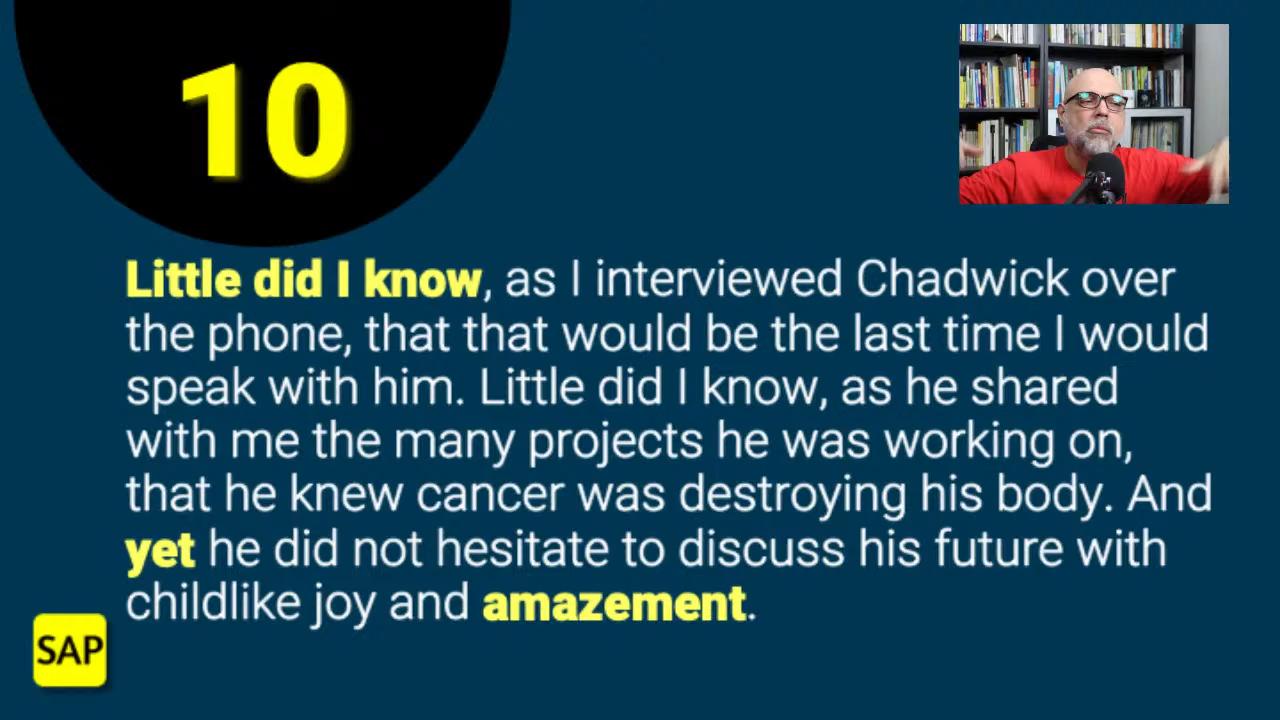 10
Little did I know, as I interviewed Chadwick over
the phone, that that would be the last time I would
speak with him. Little did I know, as he shared
with me the many projects he was working on,
that he knew cancer was destroying his body. And
yet he did not hesitate to discuss his future with
childlike joy and amazement.
SAP